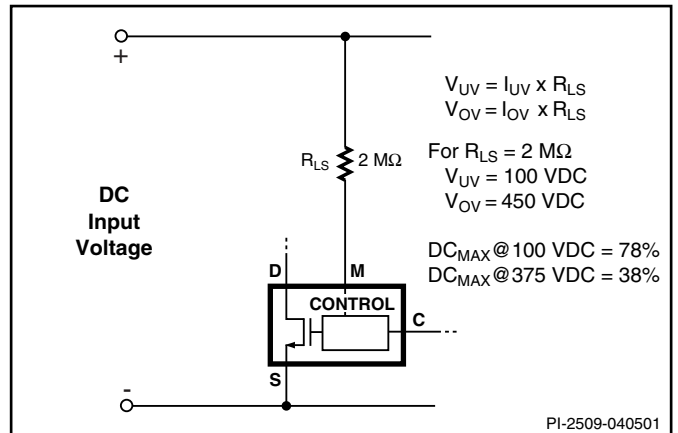 +
V_UV = I_UV x R_LS
V_OV = I_OV x R_LS
R_LS 2 MΩ
For R_LS = 2 MΩ
V_UV = 100 VDC
V_OV = 450 VDC
DC
Input
Voltage
DC_MAX@100 VDC = 78%
DC_MAX@375 VDC = 38%
D M
CONTROL
C
S
-
PI-2509-040501